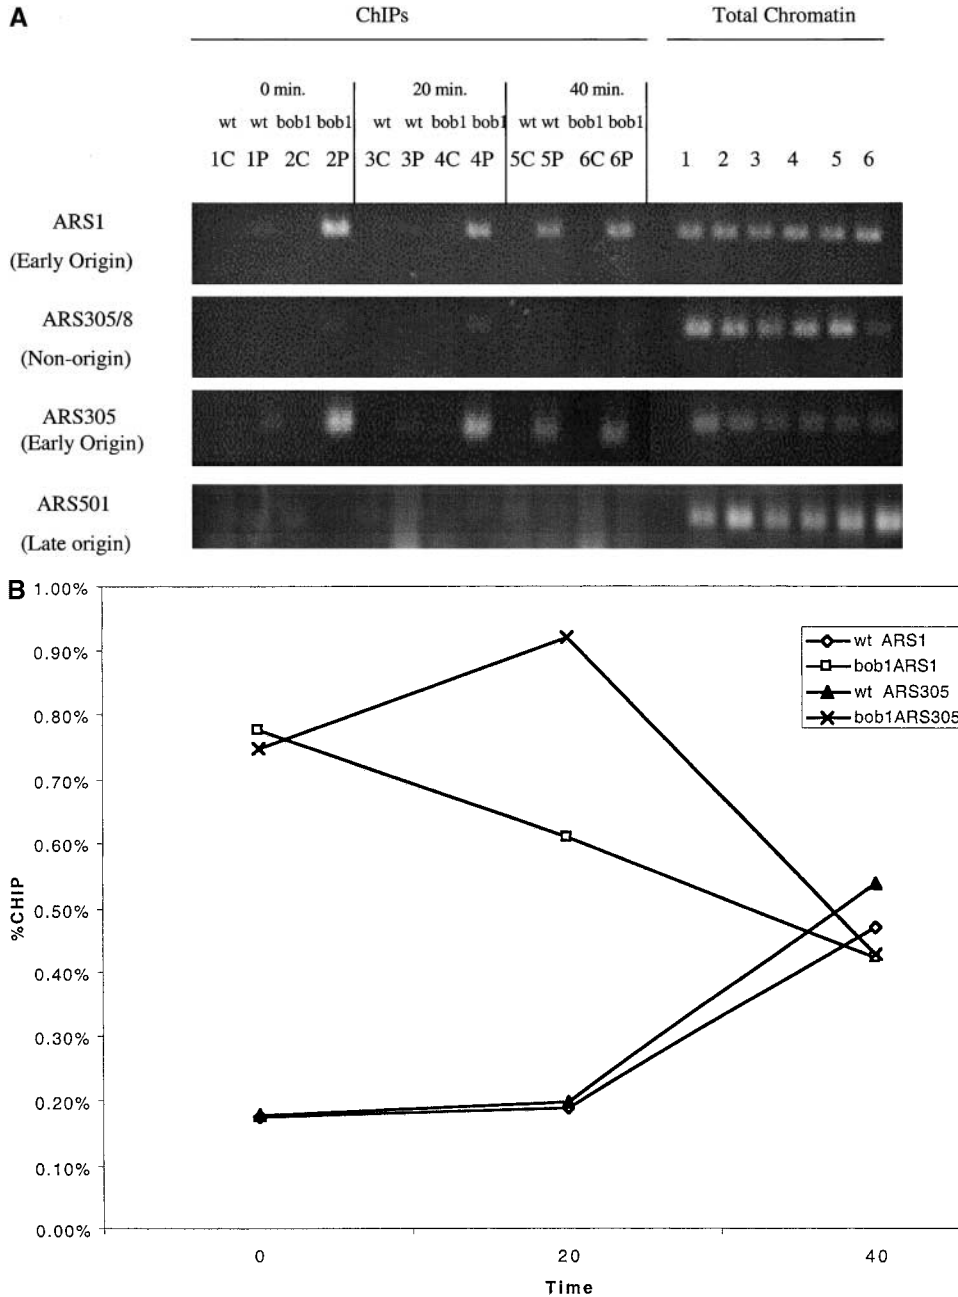 A
ChIPs Total Chromatin
0 min. 20 min. 40 min.
wt wt bob1 bob1 wt wt bob1 bob1 wt wt bob1 bob1
1C 1P 2C 2P 3C 3P 4C 4P 5C 5P 6C 6P 1 2 3 4 5 6
ARS1
(Early Origin)
ARS305/8
(Non-origin)
ARS305
(Early Origin)
ARS501
(Late origin)
B
1.00%
0.90%
0.80%
0.70%
0.60%
0.50%
0.40%
0.30%
0.20%
0.10%
0.00%
%CHIP
wt ARS1
bob1ARS1
wt ARS305
bob1ARS305
0 20 40
Time